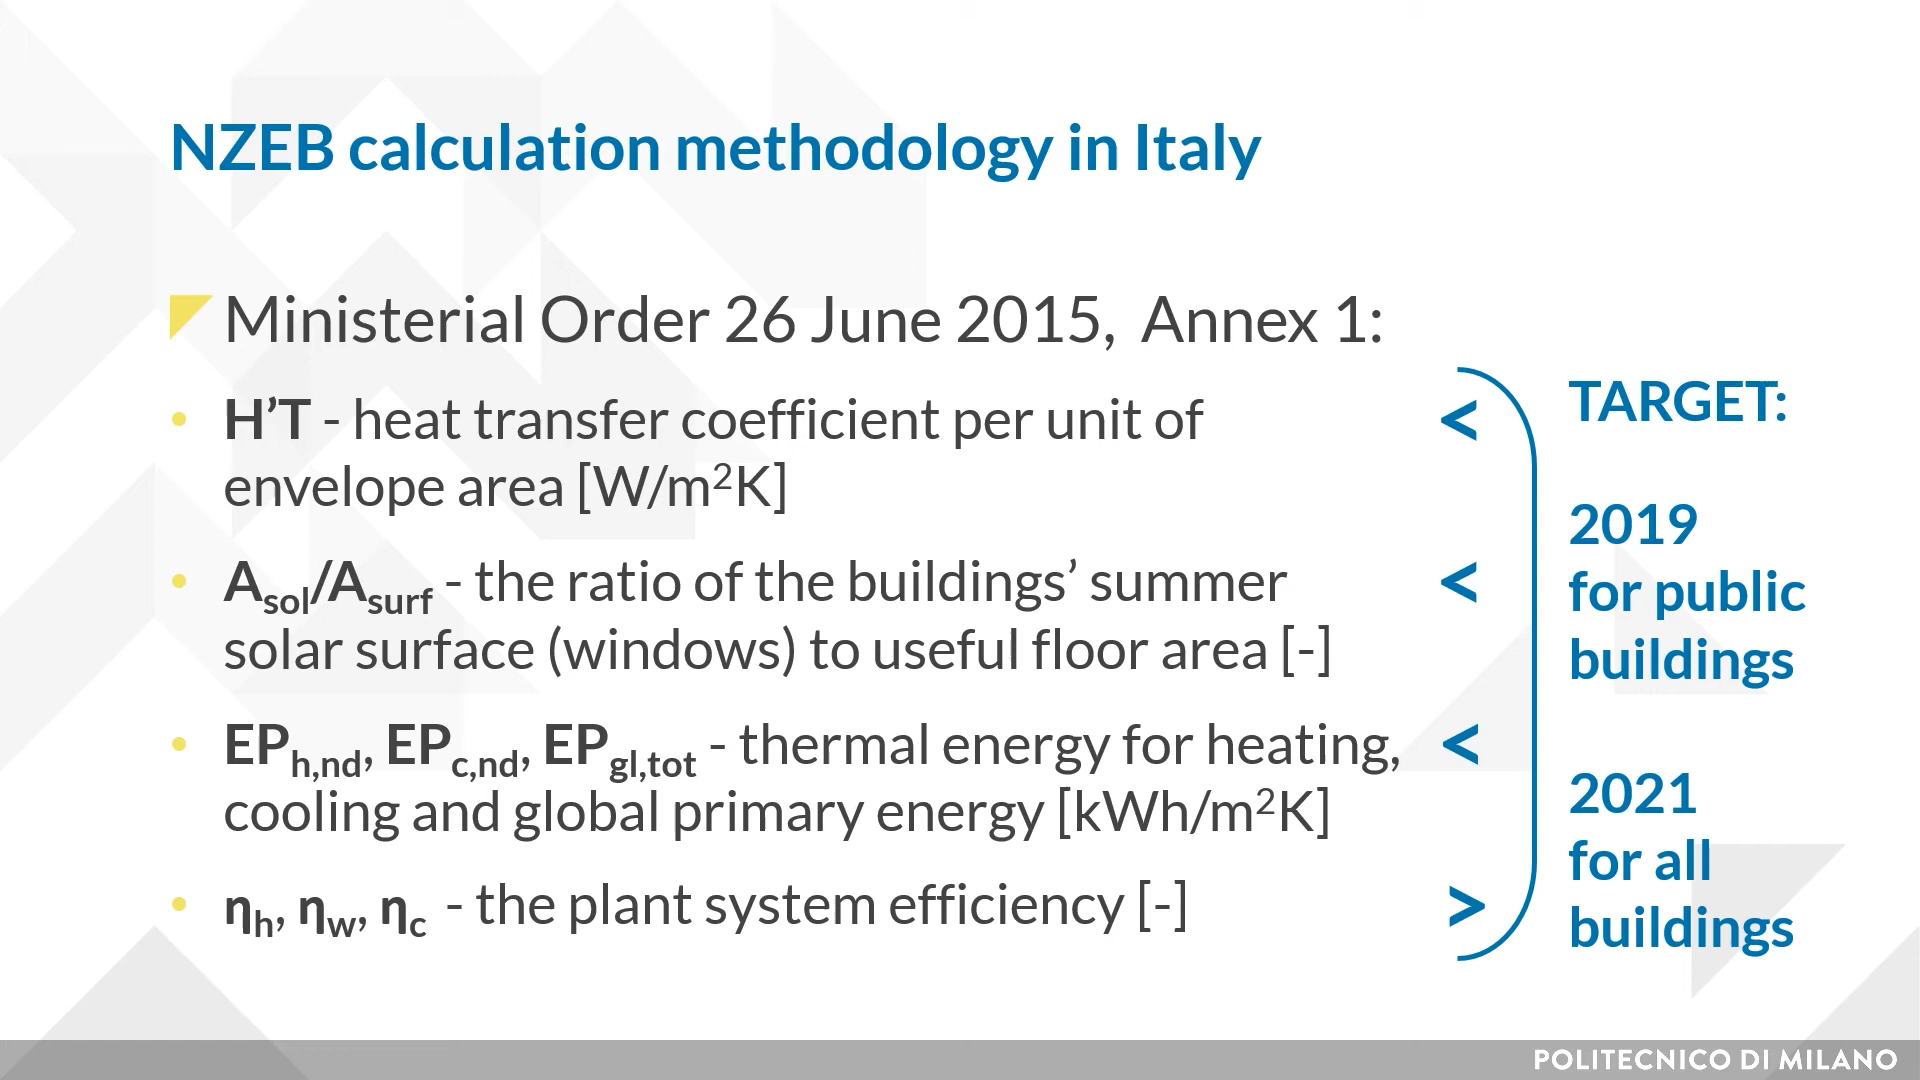 NZEB calculation methodology in Italy
Ministerial Order 26 June 2015, Annex 1:
• H’T - heat transfer coefficient per unit of <
envelope area [W/m²K]
• Asol/Asurf - the ratio of the buildings’ summer <
solar surface (windows) to useful floor area [-]
• EPh,nd, EPc,nd, EPgl,tot - thermal energy for heating, <
cooling and global primary energy [kWh/m²K]
• ηh, ηw, ηc - the plant system efficiency [-] >
TARGET:
2019
for public
buildings
2021
for all
buildings
POLITECNICO DI MILANO